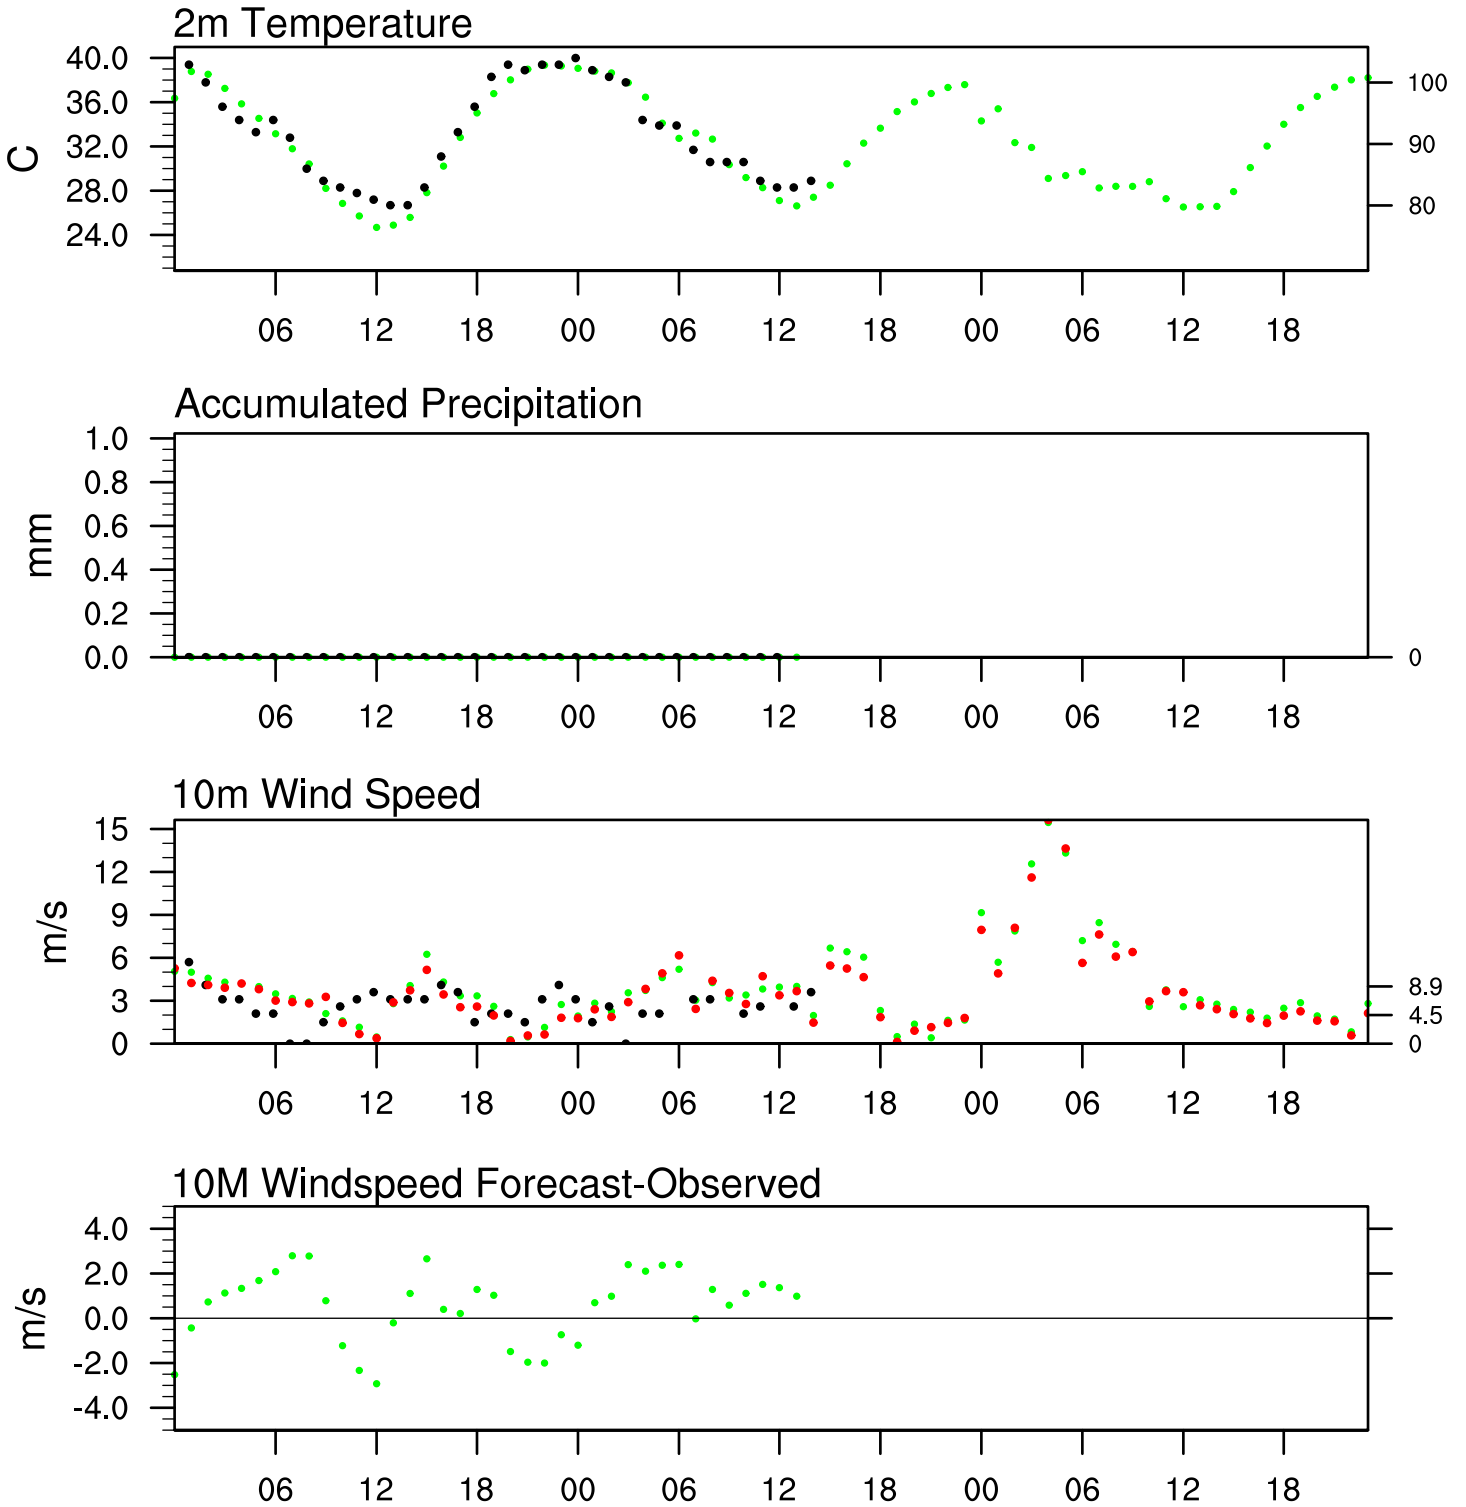 2m Temperature
40.0
36.0
32.0
28.0
24.0
C
100
90
80
06 12 18 00 06 12 18 00 06 12 18
Accumulated Precipitation
1.0
0.8
0.6
0.4
0.2
0.0
mm
0
06 12 18 00 06 12 18 00 06 12 18
10m Wind Speed
15
12
9
6
3
0
m/s
8.9
4.5
0
06 12 18 00 06 12 18 00 06 12 18
10M Windspeed Forecast-Observed
4.0
2.0
0.0
-2.0
-4.0
m/s
06 12 18 00 06 12 18 00 06 12 18